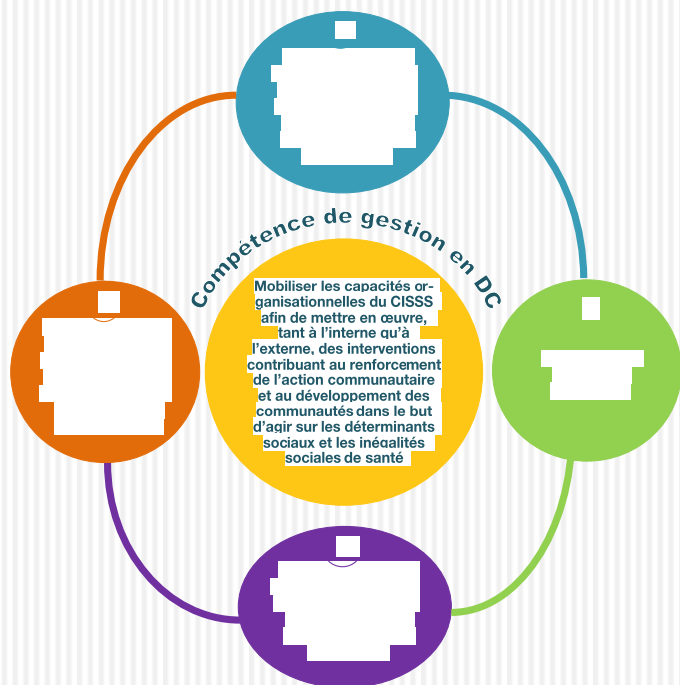 Compétence de gestion en DC
Mobiliser les capacités or-
ganisationnelles du CISSS
afin de mettre en œuvre,
tant à l'interne qu'à
l'externe, des interventions
contribuant au renforcement
de l'action communautaire
et au développement des
communautés dans le but
d'agir sur les déterminants
sociaux et les inégalités
sociales de santé